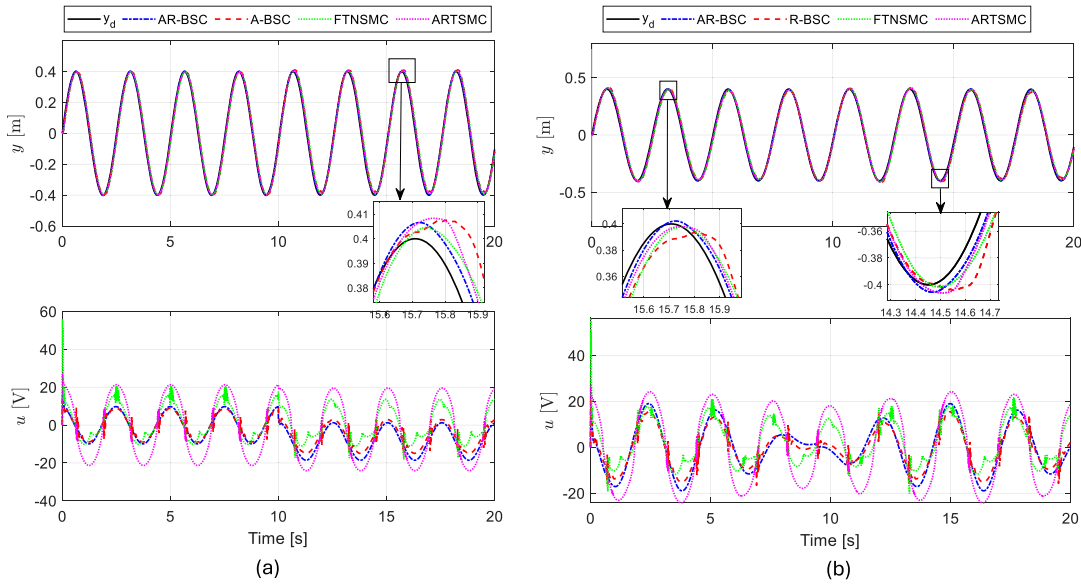 y_d AR-BSC A-BSC FTNSMC ARTSMC
0.4
0.2
0
-0.2
-0.4
-0.6
y [m]
0 5 10 15 20
0.41
0.4
0.39
0.38
15.6 15.7 15.8 15.9
60
40
20
0
-20
40
u [V]
0 5 10 15 20
Time [s]
(a)
y_d AR-BSC R-BSC FTNSMC ARTSMC
0.5
0
-0.5
y [m]
0 5 10 15 20
0.4
0.38
0.36
15.6 15.7 15.8 15.9
-0.36
-0.38
-0.4
14.3 14.4 14.5 14.6 14.7
40
20
0
-20
u [V]
0 5 10 15 20
Time [s]
(b)